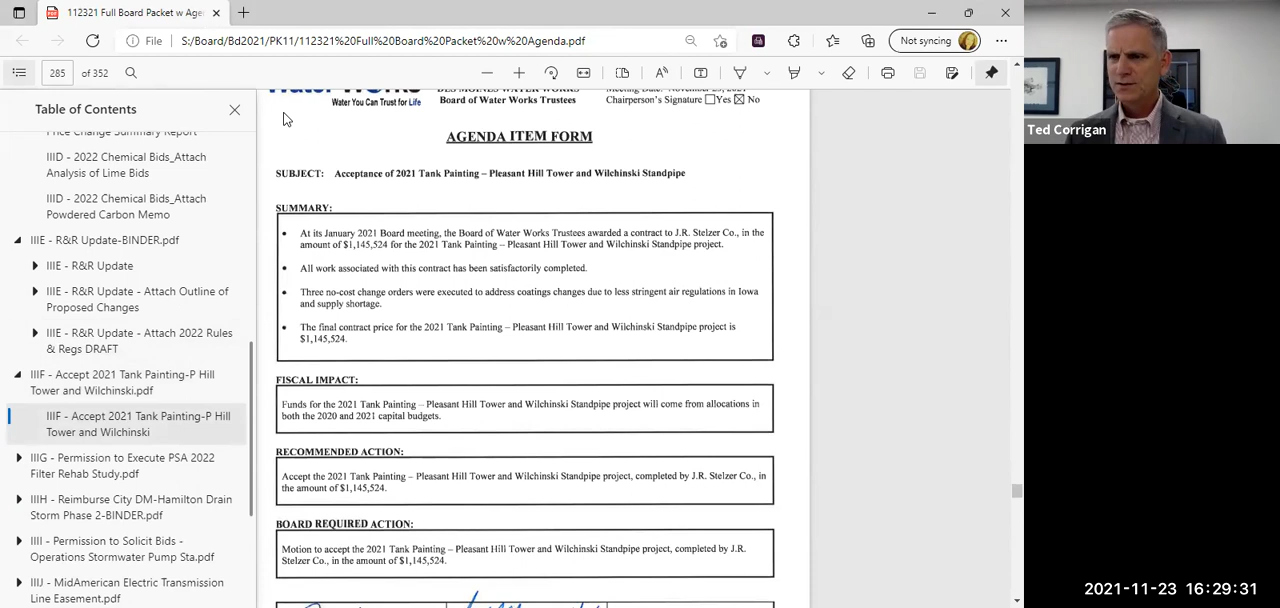 112321 Full Board Packet w Age
File
S:/Board/Bd2021/PK11/112321%20Full%20Board%20Packet%20w%20Agenda.pdf
Not syncing
285 of 352
Table of Contents
Price Change Summary Report
IIID - 2022 Chemical Bids_Attach
Analysis of Lime Bids
IIID - 2022 Chemical Bids_Attach
Powdered Carbon Memo
IIIE - R&R Update-BINDER.pdf
IIIE - R&R Update
IIIE - R&R Update - Attach Outline of
Proposed Changes
IIIE - R&R Update - Attach 2022 Rules
& Regs DRAFT
IIIF - Accept 2021 Tank Painting-P Hill
Tower and Wilchinski.pdf
IIIF - Accept 2021 Tank Painting-P Hill
Tower and Wilchinski
IIIG - Permission to Execute PSA 2022
Filter Rehab Study.pdf
IIIH - Reimburse City DM-Hamilton Drain
Storm Phase 2-BINDER.pdf
IIII - Permission to Solicit Bids -
Operations Stormwater Pump Sta.pdf
IIIJ - MidAmerican Electric Transmission
Line Easement.pdf
Water Works
Water You Can Trust for Life
DES MOINES WATER WORKS
Board of Water Works Trustees
Meeting Date: November 23, 2021
Chairperson's Signature Yes No
AGENDA ITEM FORM
SUBJECT: Acceptance of 2021 Tank Painting – Pleasant Hill Tower and Wilchinski Standpipe
SUMMARY:
• At its January 2021 Board meeting, the Board of Water Works Trustees awarded a contract to J.R. Stelzer Co., in the
amount of $1,145,524 for the 2021 Tank Painting – Pleasant Hill Tower and Wilchinski Standpipe project.
• All work associated with this contract has been satisfactorily completed.
• Three no-cost change orders were executed to address coatings changes due to less stringent air regulations in Iowa
and supply shortage.
• The final contract price for the 2021 Tank Painting – Pleasant Hill Tower and Wilchinski Standpipe project is
$1,145,524.
FISCAL IMPACT:
Funds for the 2021 Tank Painting – Pleasant Hill Tower and Wilchinski Standpipe project will come from allocations in
both the 2020 and 2021 capital budgets.
RECOMMENDED ACTION:
Accept the 2021 Tank Painting – Pleasant Hill Tower and Wilchinski Standpipe project, completed by J.R. Stelzer Co., in
the amount of $1,145,524.
BOARD REQUIRED ACTION:
Motion to accept the 2021 Tank Painting – Pleasant Hill Tower and Wilchinski Standpipe project, completed by J.R.
Stelzer Co., in the amount of $1,145,524.
Ted Corrigan
2021-11-23 16:29:31